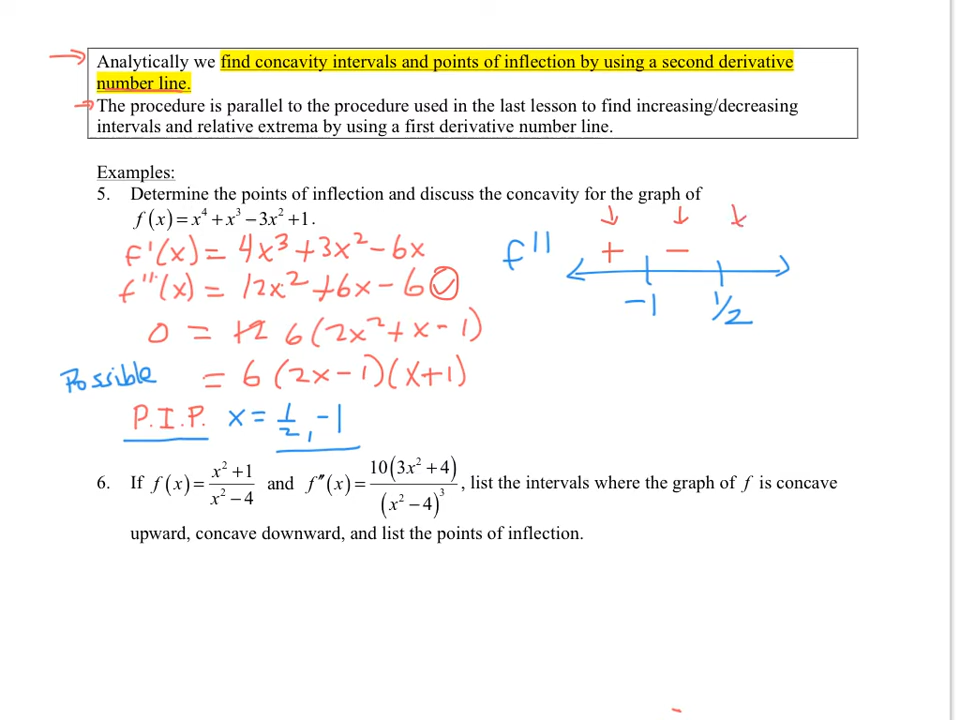 Analytically we find concavity intervals and points of inflection by using a second derivative
number line.
The procedure is parallel to the procedure used in the last lesson to find increasing/decreasing
intervals and relative extrema by using a first derivative number line.
Examples:
5. Determine the points of inflection and discuss the concavity for the graph of
f(x) = x⁴ + x³ − 3x² + 1.
f'(x) = 4x³ + 3x² − 6x
f''(x) = 12x² + 6x − 6
0 = 6(2x² + x − 1)
Possible = 6(2x − 1)(x + 1)
P.I.P. x = 1/2, −1
f'' + −
−1 1/2
6. If f(x) = (x² + 1)/(x² − 4) and f″(x) = 10(3x² + 4)/(x² − 4)³, list the intervals where the graph of f is concave
upward, concave downward, and list the points of inflection.